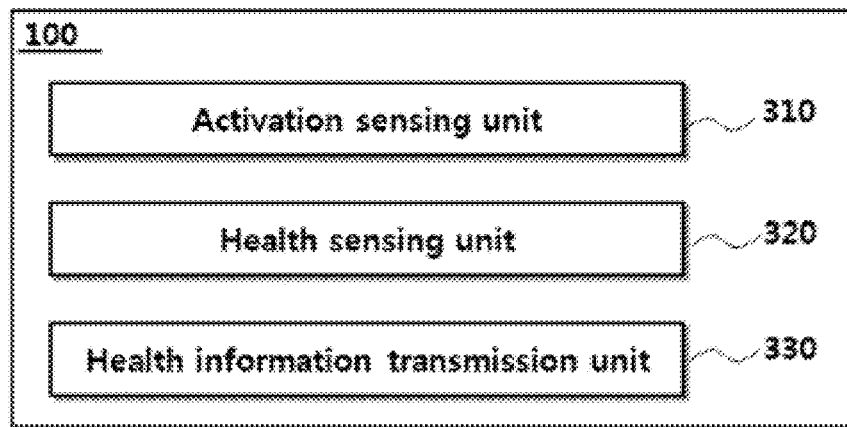 100
Activation sensing unit 310
Health sensing unit 320
Health information transmission unit 330